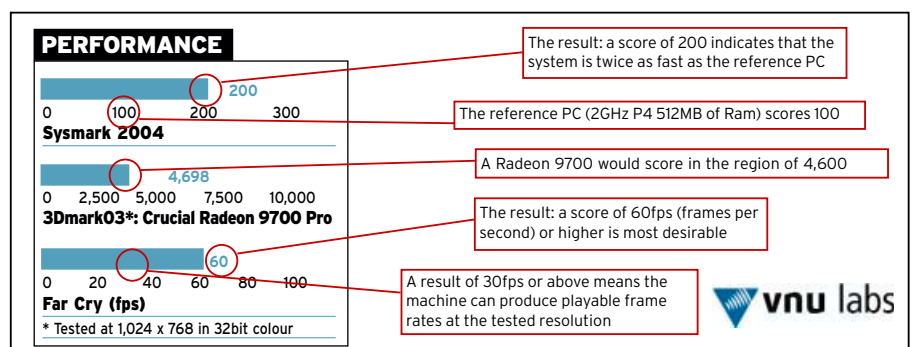 PERFORMANCE
200
0 100 200 300
Sysmark 2004
4,698
0 2,500 5,000 7,500 10,000
3Dmark03*: Crucial Radeon 9700 Pro
60
0 20 40 60 80 100
Far Cry (fps)
* Tested at 1,024 x 768 in 32bit colour
The result: a score of 200 indicates that the
system is twice as fast as the reference PC
The reference PC (2GHz P4 512MB of Ram) scores 100
A Radeon 9700 would score in the region of 4,600
The result: a score of 60fps (frames per
second) or higher is most desirable
A result of 30fps or above means the
machine can produce playable frame
rates at the tested resolution
vnu labs